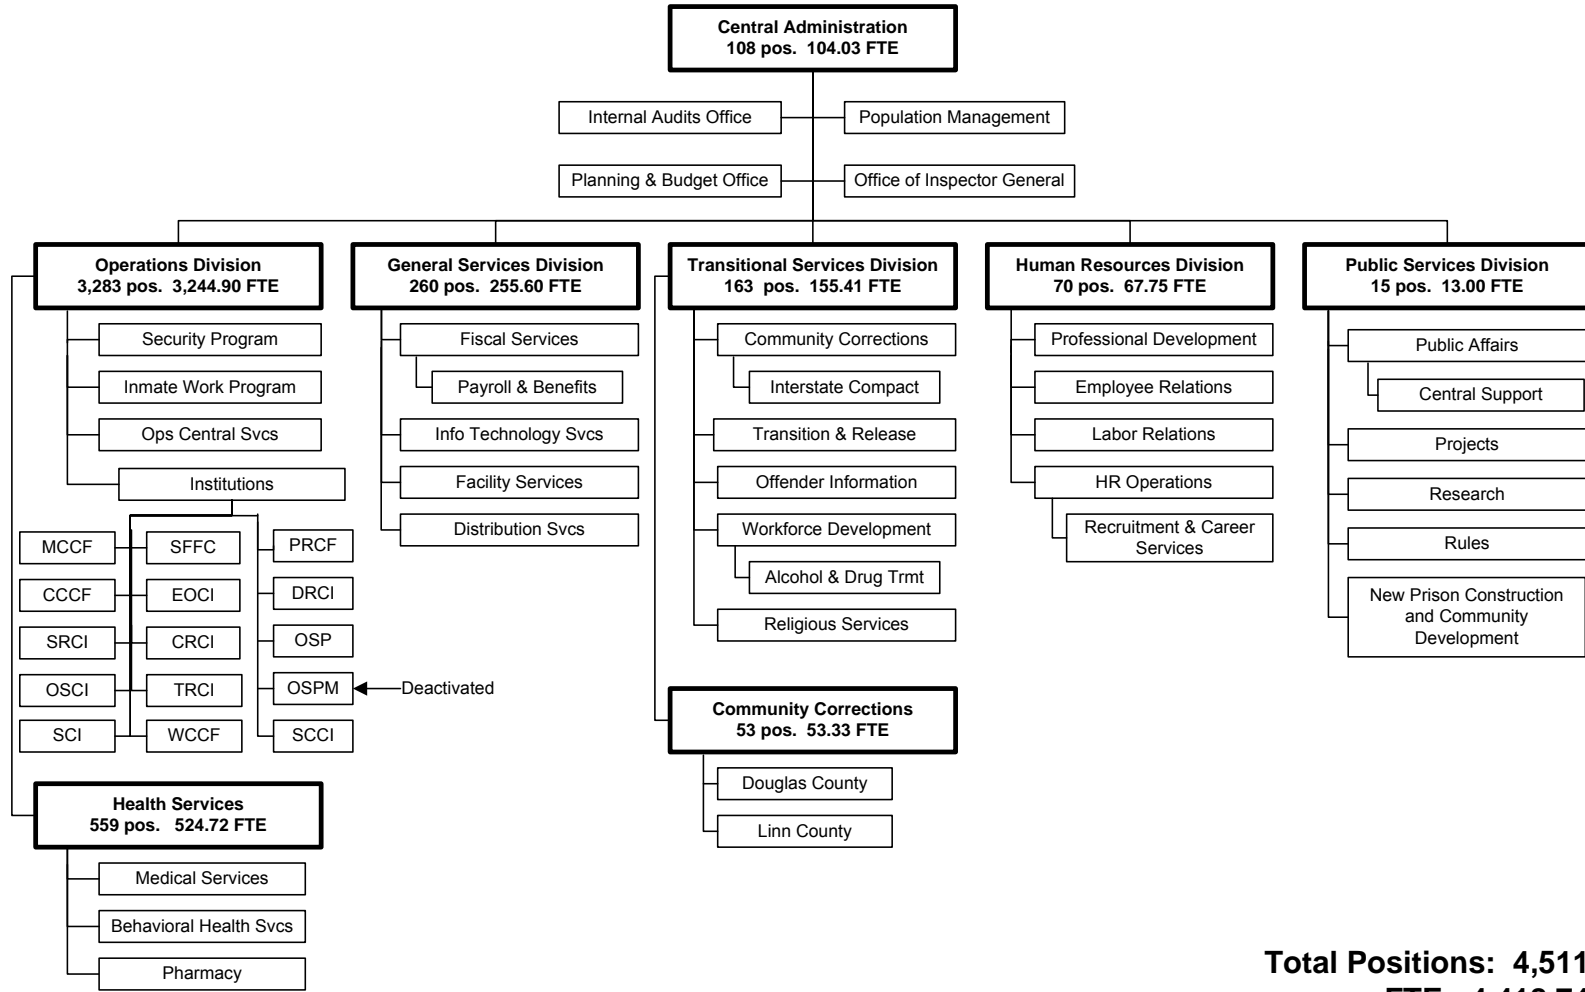 Central Administration
108 pos. 104.03 FTE
Internal Audits Office
Population Management
Planning & Budget Office
Office of Inspector General
Operations Division
3,283 pos. 3,244.90 FTE
Security Program
Inmate Work Program
Ops Central Svcs
Institutions
MCCF
SFFC
PRCF
CCCF
EOCI
DRCI
SRCI
CRCI
OSP
OSCI
TRCI
OSPM
Deactivated
SCI
WCCF
SCCI
Health Services
559 pos. 524.72 FTE
Medical Services
Behavioral Health Svcs
Pharmacy
General Services Division
260 pos. 255.60 FTE
Fiscal Services
Payroll & Benefits
Info Technology Svcs
Facility Services
Distribution Svcs
Transitional Services Division
163 pos. 155.41 FTE
Community Corrections
Interstate Compact
Transition & Release
Offender Information
Workforce Development
Alcohol & Drug Trmt
Religious Services
Community Corrections
53 pos. 53.33 FTE
Douglas County
Linn County
Human Resources Division
70 pos. 67.75 FTE
Professional Development
Employee Relations
Labor Relations
HR Operations
Recruitment & Career
Services
Public Services Division
15 pos. 13.00 FTE
Public Affairs
Central Support
Projects
Research
Rules
New Prison Construction
and Community
Development
Total Positions: 4,511